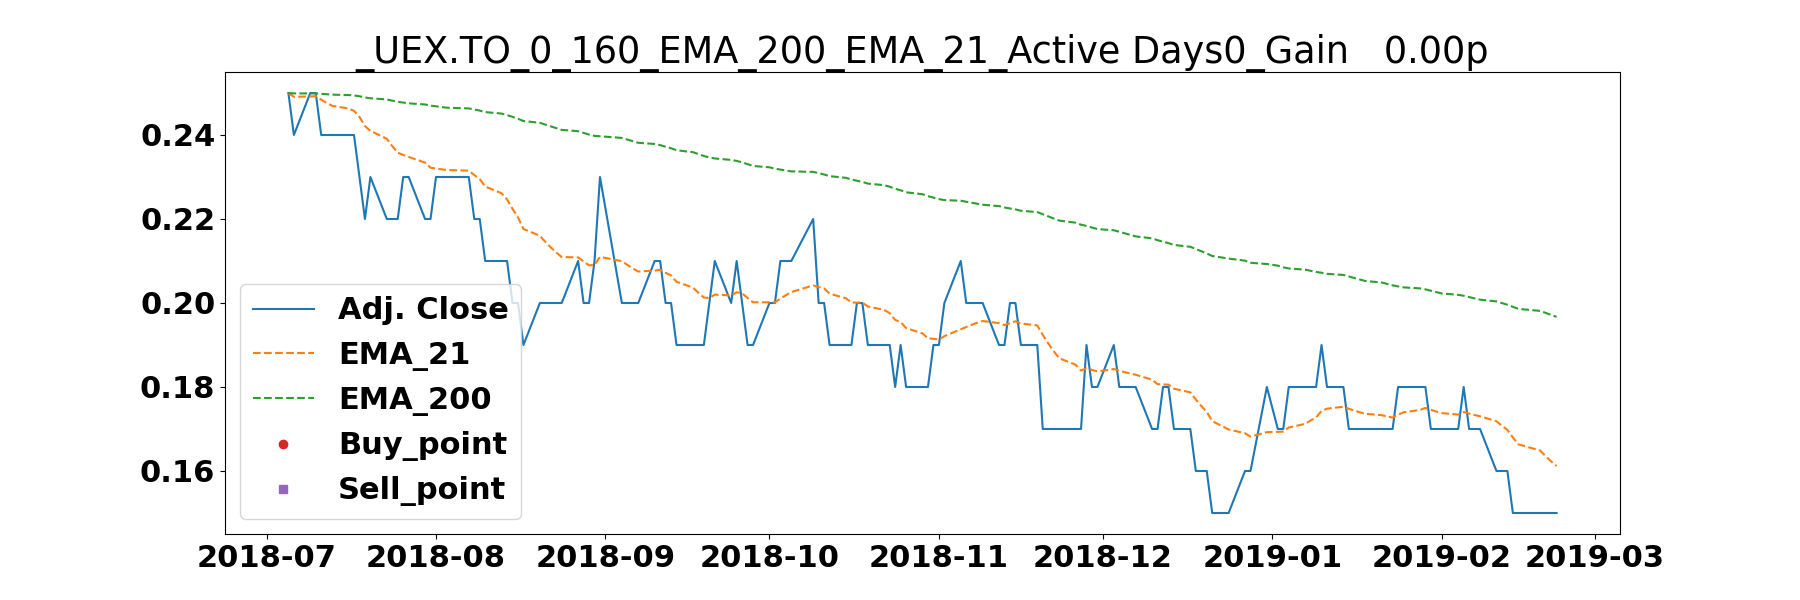 _UEX.TO_0_160_EMA_200_EMA_21_Active Days0_Gain   0.00p
0.24
0.22
0.20
0.18
0.16
Adj. Close
EMA_21
EMA_200
Buy_point
Sell_point
2018-07 2018-08 2018-09 2018-10 2018-11 2018-12 2019-01 2019-02 2019-03